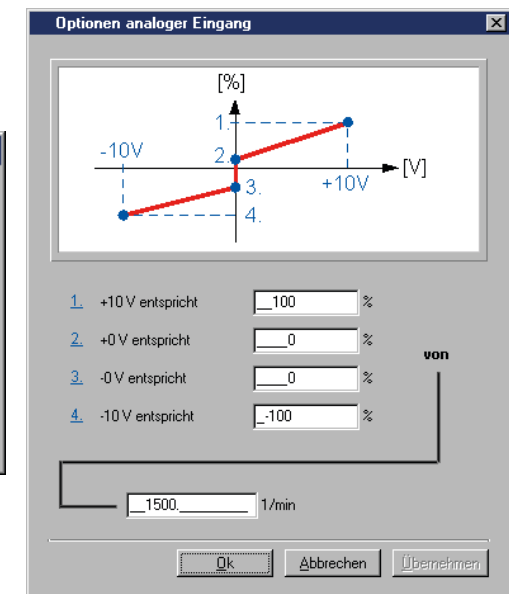 Optionen analoger Eingang
[%]
1.
-10V
2.
[V]
3.
+10V
4.
1. +10 V entspricht __100 %
2. +0 V entspricht ____0 %
von
3. -0 V entspricht ____0 %
4. -10 V entspricht _-100 %
__1500.________ 1/min
Ok Abbrechen Übernehmen